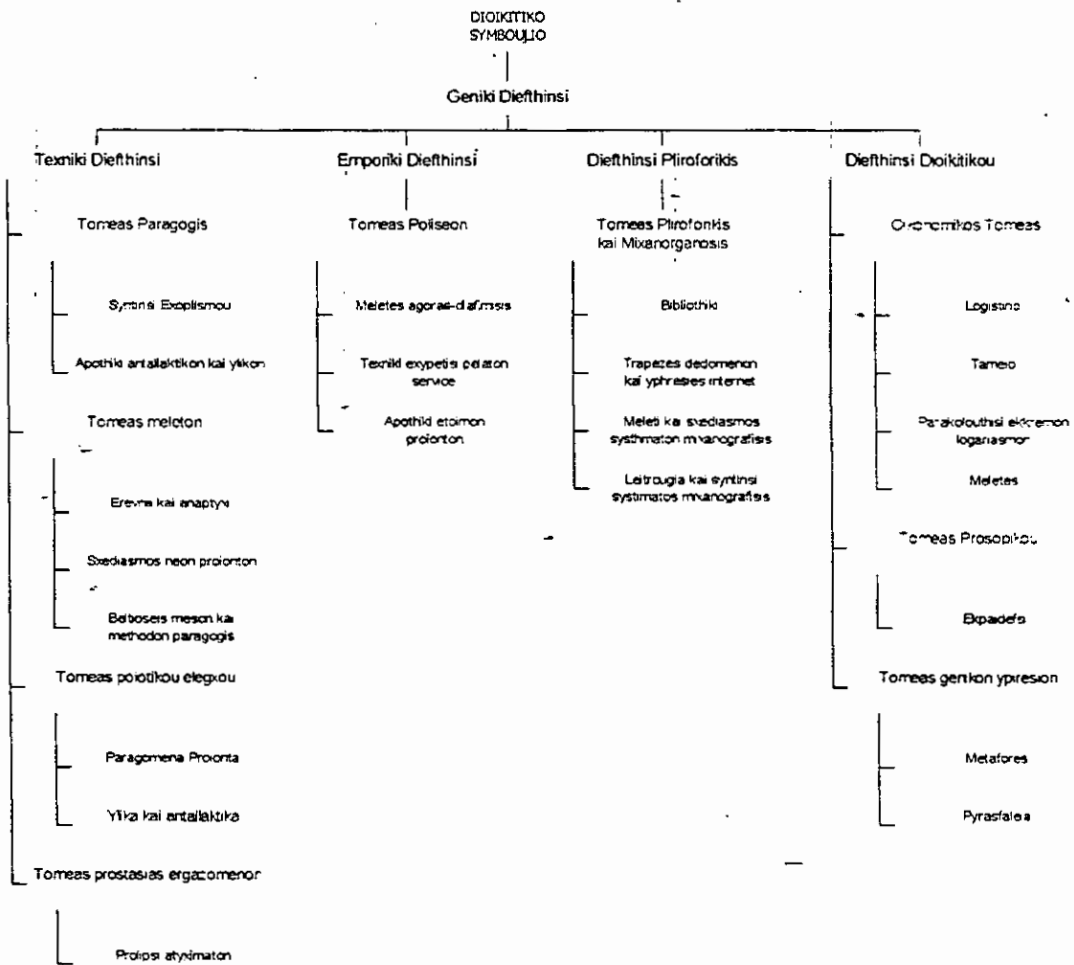 DIOIKITIKO
SYMBOULIO
Geniki Diefthinsi
Texniki Diefthinsi
Emporiki Diefthinsi
Diefthinsi Pliroforikis
Diefthinsi Dioikitikou
Tomeas Paragogis
Tomeas Poliseon
Tomeas Pliroforikis
kai Mixanorganosis
Oikonomikos Tomeas
Syntirisi Exoplismou
Meletes agoras-diafimisis
Bibliothiki
Logistirio
Apothiki antallaktikon kai ylikon
Texniki exypetisi pelaton
service
Trapezes dedomenon
kai yphresies internet
Tameio
Tomeas meleton
Apothiki etoimon
proionton
Meleti kai sxediasmos
systhmaton mixanografisis
Parakolouthisi ekkremon
logariasmon
Leitrougia kai syntirisi
systimatos mixanografisis
Meletes
Erevna kai anaptyxi
Tomeas Prosopikou
Sxediasmos neon proionton
Beltioseis meson kai
methodon paragogis
Ekpaidefsi
Tomeas poiotikou elegxou
Tomeas genikon ypiresion
Paragomena Proionta
Metafores
Ylika kai antallaktika
Pyrasfaleia
Tomeas prostasias ergazomenon
Prolipsi atyximaton